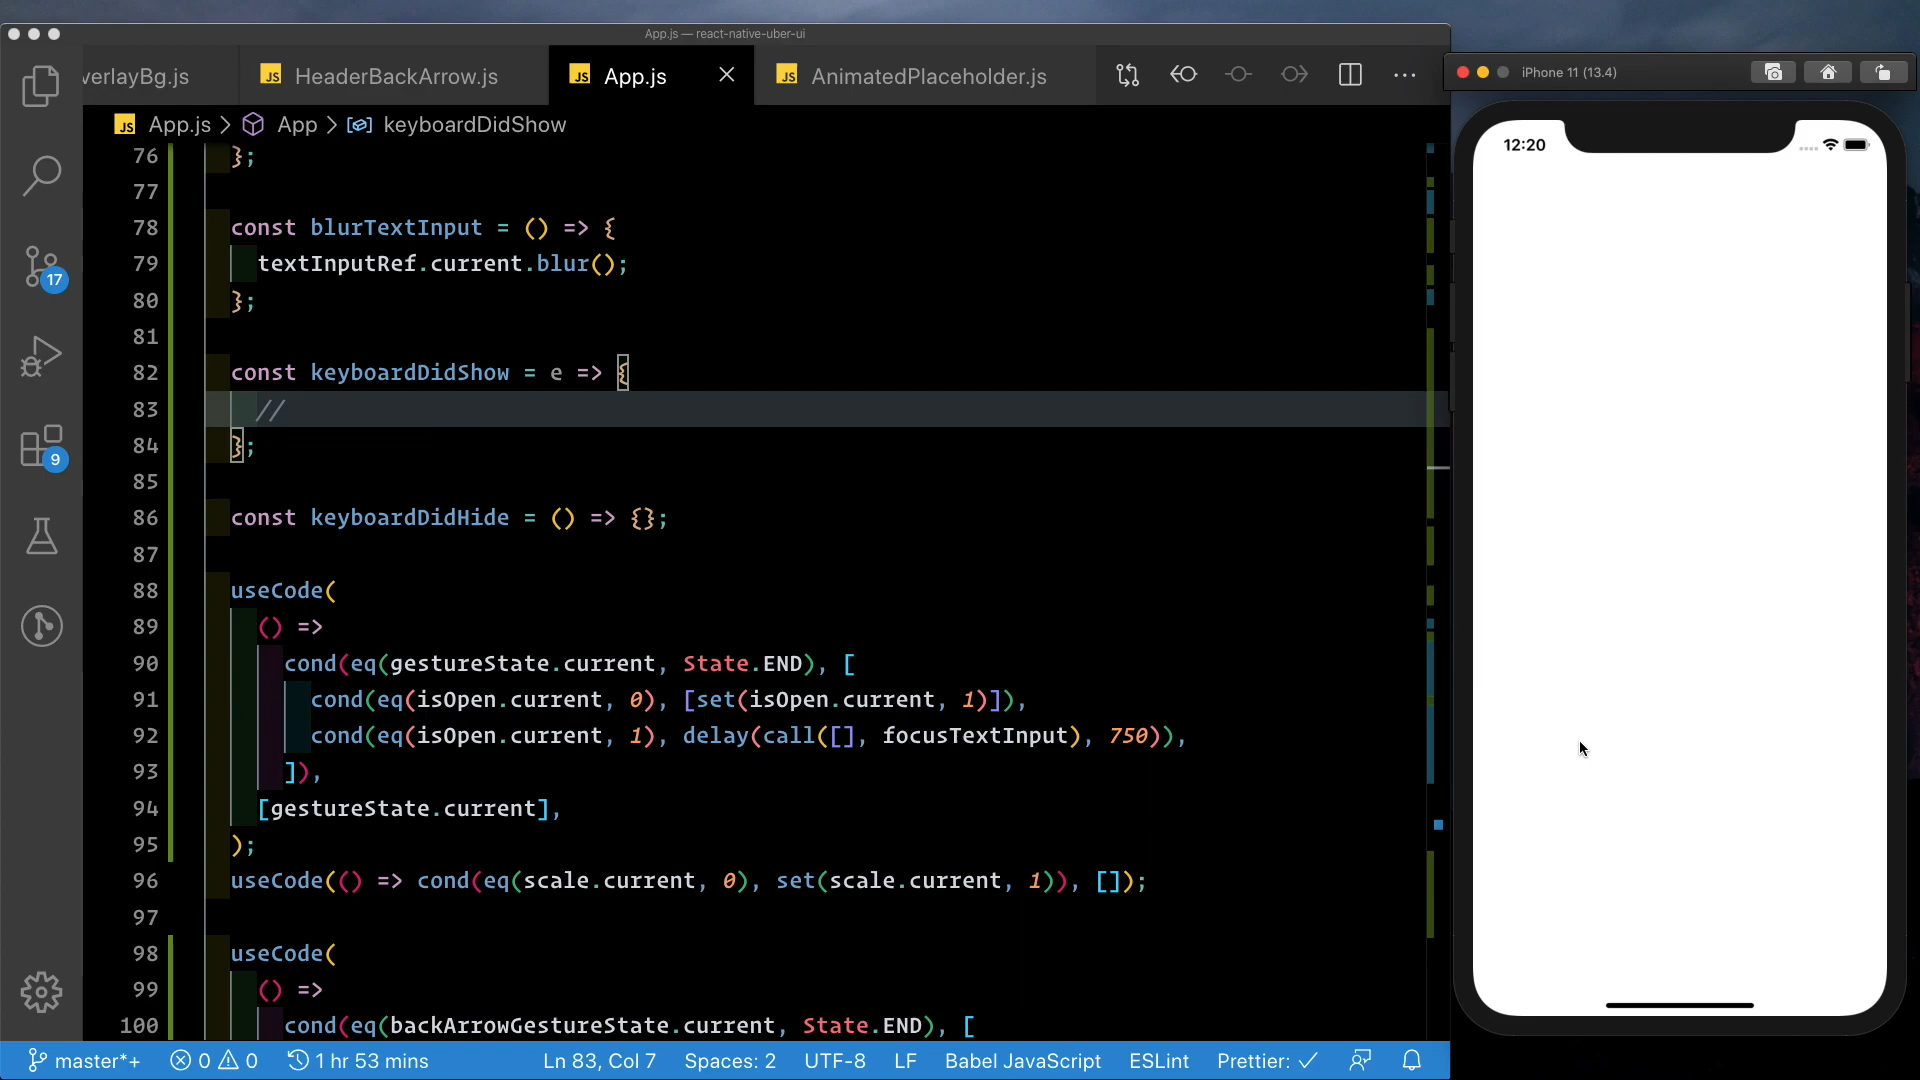 App.js — react-native-uber-ui
verlayBg.js
JS HeaderBackArrow.js
JS App.js
JS AnimatedPlaceholder.js
JS App.js > App > keyboardDidShow
76 };
77
78 const blurTextInput = () => {
79 textInputRef.current.blur();
80 };
81
82 const keyboardDidShow = e => {
83 //
84 };
85
86 const keyboardDidHide = () => {};
87
88 useCode(
89 () =>
90 cond(eq(gestureState.current, State.END), [
91 cond(eq(isOpen.current, 0), [set(isOpen.current, 1)]),
92 cond(eq(isOpen.current, 1), delay(call([], focusTextInput), 750)),
93 ]),
94 [gestureState.current],
95 );
96 useCode(() => cond(eq(scale.current, 0), set(scale.current, 1)), []);
97
98 useCode(
99 () =>
100 cond(eq(backArrowGestureState.current, State.END), [
17
9
master*+ 0 0 1 hr 53 mins Ln 83, Col 7 Spaces: 2 UTF-8 LF Babel JavaScript ESLint Prettier: ✓
iPhone 11 (13.4)
12:20